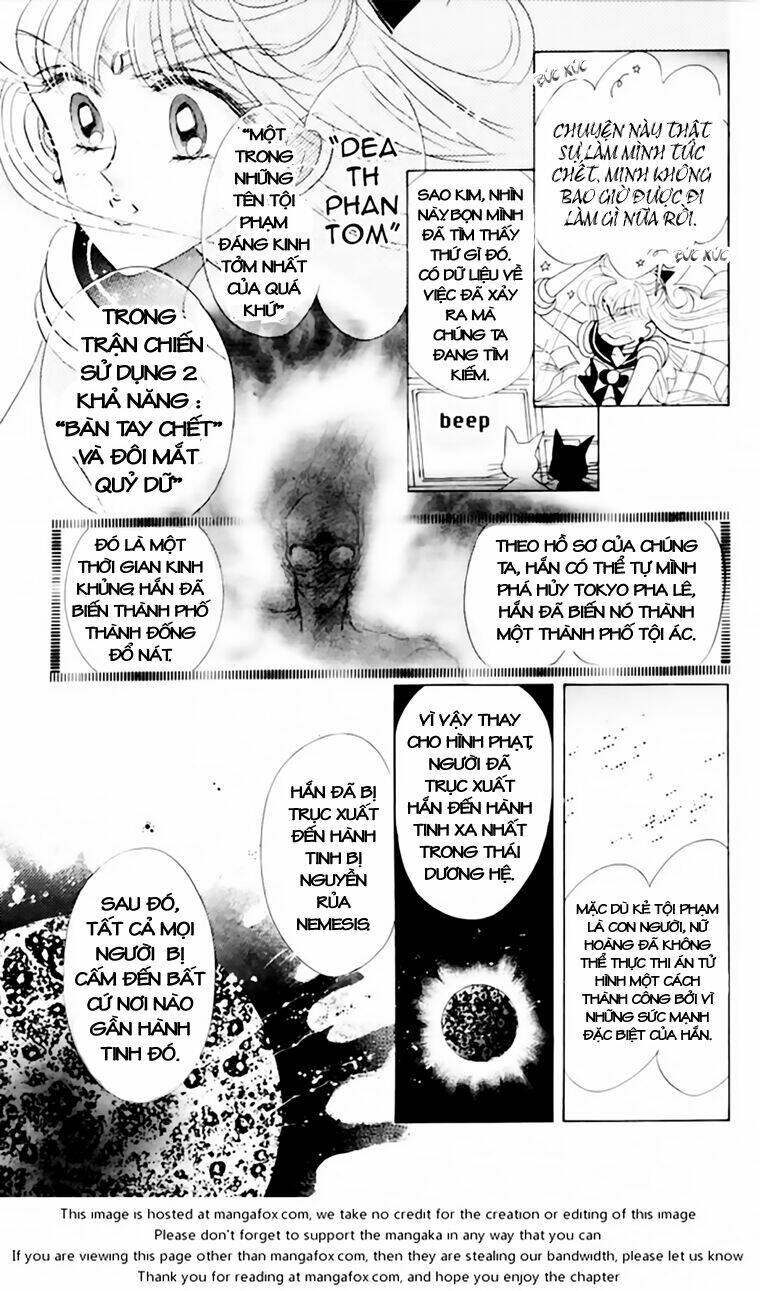 BỨC XÚC
CHUYỆN NÀY THẬT
SỰ LÀM MÌNH TỨC
CHẾT, MÌNH KHÔNG
BAO GIỜ ĐƯỢC ĐI
LÀM GÌ NỮA RỒI.
BỨC XÚC
SAO KIM, NHÌN
NÀY BỌN MÌNH
ĐÃ TÌM THẤY
THỨ GÌ ĐÓ.
CÓ DỮ LIỆU VỀ
VIỆC ĐÃ XẢY
RA MÀ
CHÚNG TA
ĐANG TÌM
KIẾM.
beep
"DEA
TH
PHAN
TOM"
"MỘT
TRONG
NHỮNG
TÊN TỘI
PHẠM
ĐÁNG KINH
TỞM NHẤT
CỦA QUÁ
KHỨ"
TRONG
TRẬN CHIẾN
SỬ DỤNG 2
KHẢ NĂNG :
"BÀN TAY CHẾT"
VÀ ĐÔI MẮT
QUỶ DỮ"
THEO HỒ SƠ CỦA CHÚNG
TA, HẮN CÓ THỂ TỰ MÌNH
PHÁ HỦY TOKYO PHA LÊ,
HẮN ĐÃ BIẾN NÓ THÀNH
MỘT THÀNH PHỐ TỘI ÁC.
ĐÓ LÀ MỘT
THỜI GIAN KINH
KHỦNG. HẮN ĐÃ
BIẾN THÀNH PHỐ
THÀNH ĐỐNG
ĐỔ NÁT.
MẶC DÙ KẺ TỘI PHẠM
LÀ CON NGƯỜI, NỮ
HOÀNG ĐÃ KHÔNG
THỂ THỰC THI ÁN TỬ
HÌNH MỘT CÁCH
THÀNH CÔNG BỞI VÌ
NHỮNG SỨC MẠNH
ĐẶC BIỆT CỦA HẮN.
VÌ VẬY THAY
CHO HÌNH PHẠT,
NGƯỜI ĐÃ
TRỤC XUẤT
HẮN ĐẾN HÀNH
TINH XA NHẤT
TRONG THÁI
DƯƠNG HỆ.
HẮN ĐÃ BỊ
TRỤC XUẤT
ĐẾN HÀNH
TINH BỊ
NGUYỀN
RỦA
NEMESIS.
SAU ĐÓ,
TẤT CẢ MỌI
NGƯỜI BỊ
CẤM ĐẾN BẤT
CỨ NƠI NÀO
GẦN HÀNH
TINH ĐÓ.
This image is hosted at mangafox.com, we take no credit for the creation or editing of this image
Please don't forget to support the mangaka in any way that you can
If you are viewing this page other than mangafox.com, then they are stealing our bandwidth, please let us know
Thank you for reading at mangafox.com, and hope you enjoy the chapter